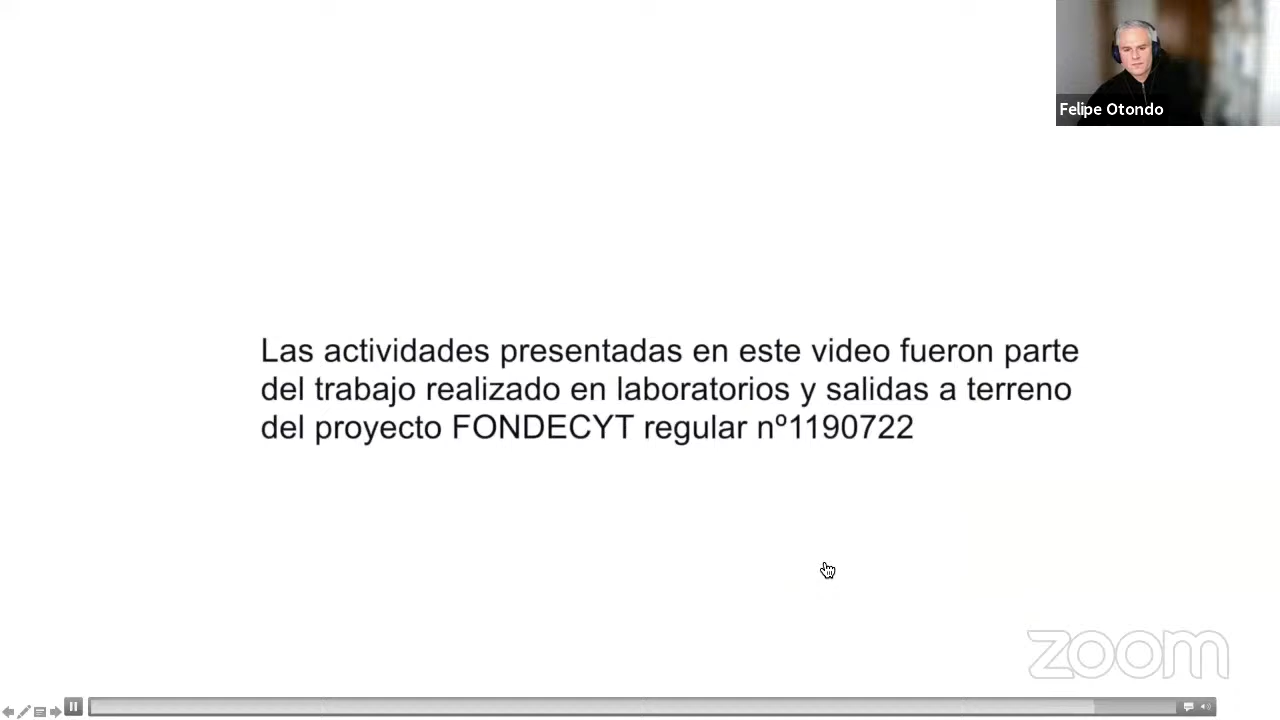 Felipe Otondo
Las actividades presentadas en este video fueron parte
del trabajo realizado en laboratorios y salidas a terreno
del proyecto FONDECYT regular nº1190722
zoom